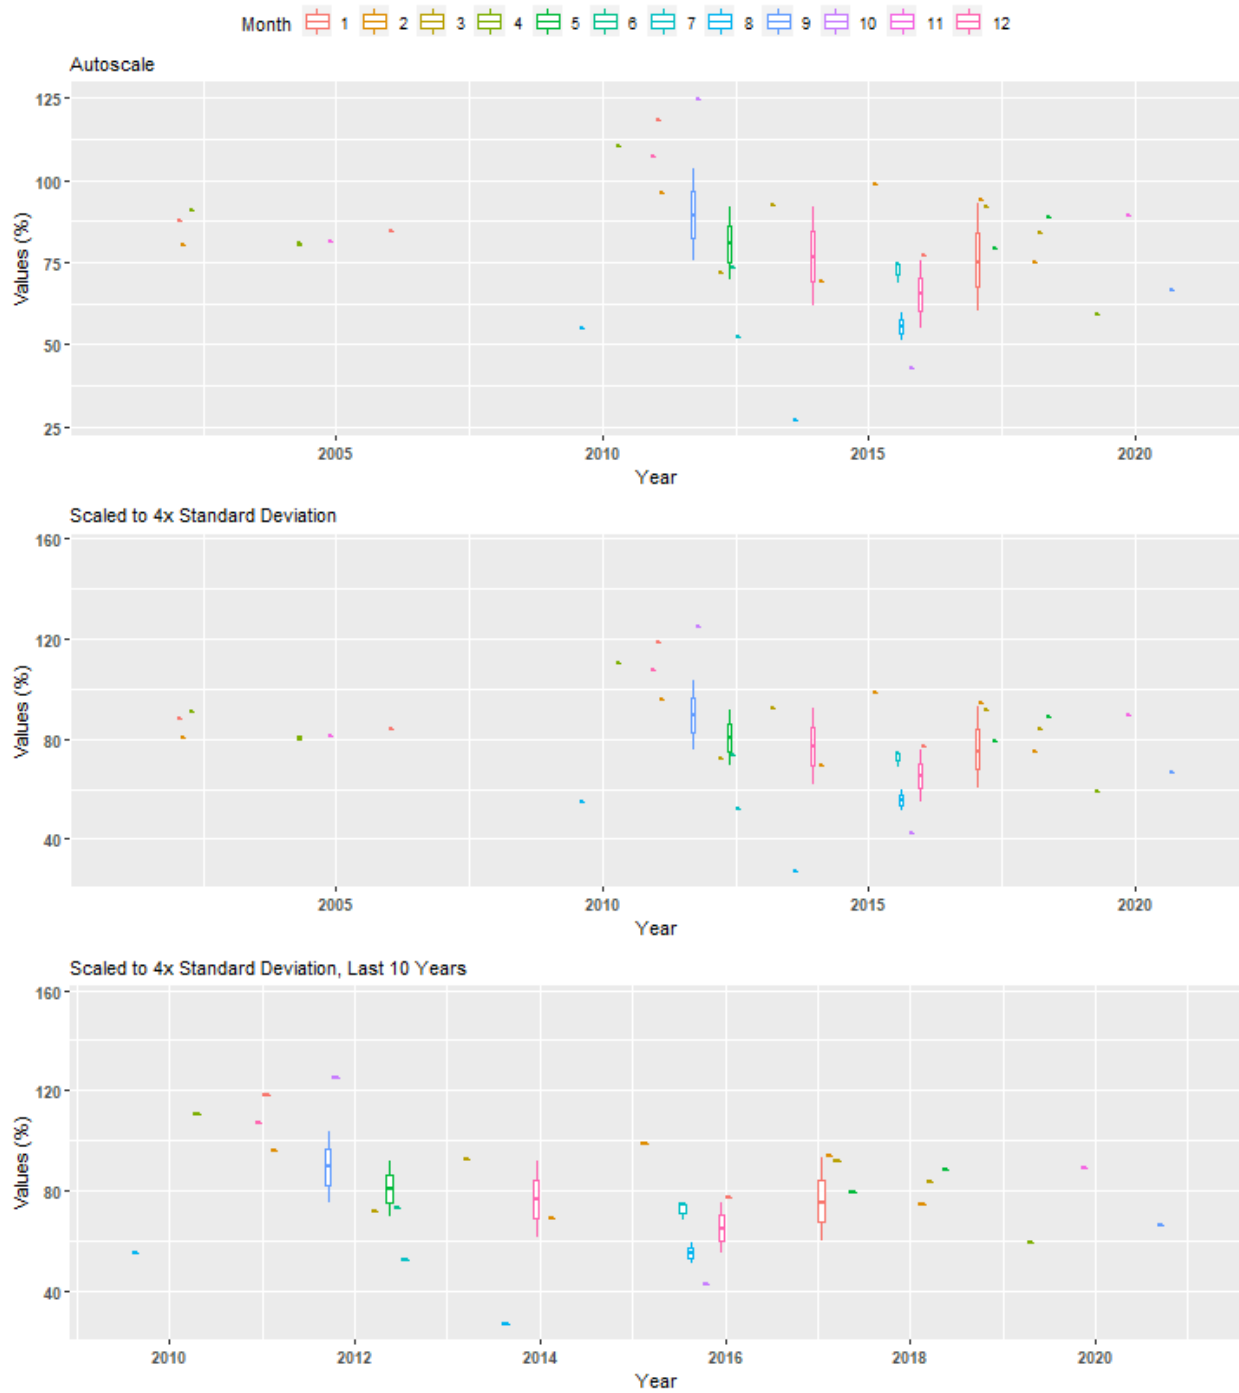 Month 1 2 3 4 5 6 7 8 9 10 11 12
Autoscale
125
100
75
50
25
Values (%)
2005 2010 2015 2020
Year
Scaled to 4x Standard Deviation
160
120
80
40
Values (%)
2005 2010 2015 2020
Year
Scaled to 4x Standard Deviation, Last 10 Years
160
120
80
40
Values (%)
2010 2012 2014 2016 2018 2020
Year